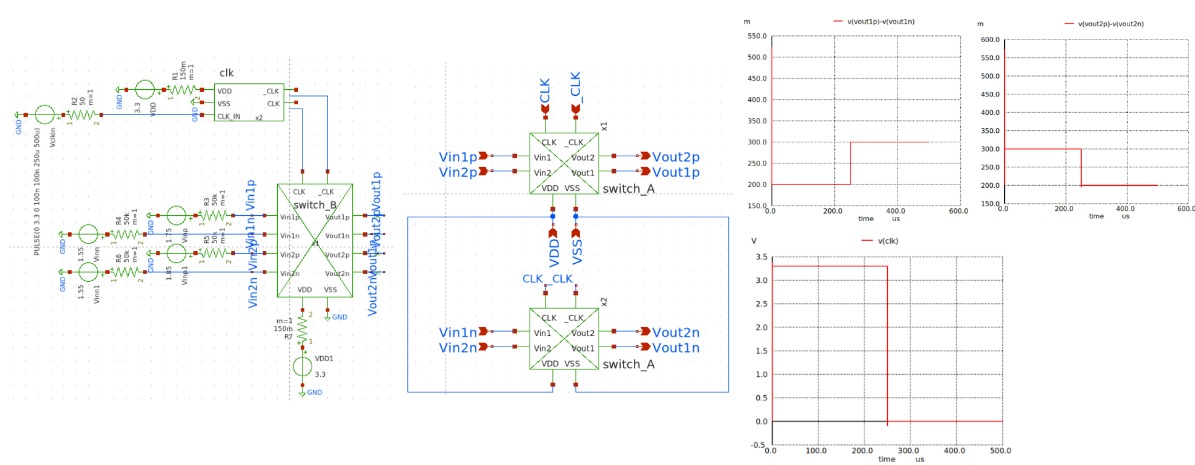 clk
GND
R2
50
m=1
Vclkin
GND
3.3
VDD
R1
150m
m=1
VDD
VSS
CLK_IN
_CLK
CLK
x2
GND
PULSE(0 3.3 0 100n 100n 250u 500u)
CLK
_CLK
switch_B
x1
Vin1p
Vin1n
Vin2p
Vin2n
Vout1p
Vout1n
Vout2p
Vout2n
VDD
VSS
GND
GND
1.55
Vinn
R4
50k
m=1
GND
1.75
Vinp
R3
50k
m=1
GND
Vinp1
R5
50k
m=1
GND
1.55
Vinn1
R6
50k
m=1
Vin1p
Vin1n
Vin2p
Vin2n
Vout1p
Vout2p
Vout1n
Vout2n
m=1
150m
R7
VDD1
3.3
GND
CLK
_CLK
x1
Vin1p
Vin2p
CLK _CLK
Vin1
Vin2
Vout2
Vout1
VDD VSS
Vout2p
Vout1p
switch_A
VDD
VSS
CLK _CLK
x2
Vin1n
Vin2n
CLK _CLK
Vin1
Vin2
Vout2
Vout1
VDD VSS
Vout2n
Vout1n
switch_A
m
v(vout1p)-v(vout1n)
550.0
500.0
450.0
400.0
350.0
300.0
250.0
200.0
150.0
0.0 200.0 400.0 600.0
time us
m
v(vout2p)-v(vout2n)
600.0
550.0
500.0
450.0
400.0
350.0
300.0
250.0
200.0
150.0
0.0 200.0 400.0 600.0
time us
V
v(clk)
3.5
3.0
2.5
2.0
1.5
1.0
0.5
0.0
-0.5
0.0 100.0 200.0 300.0 400.0 500.0
time us